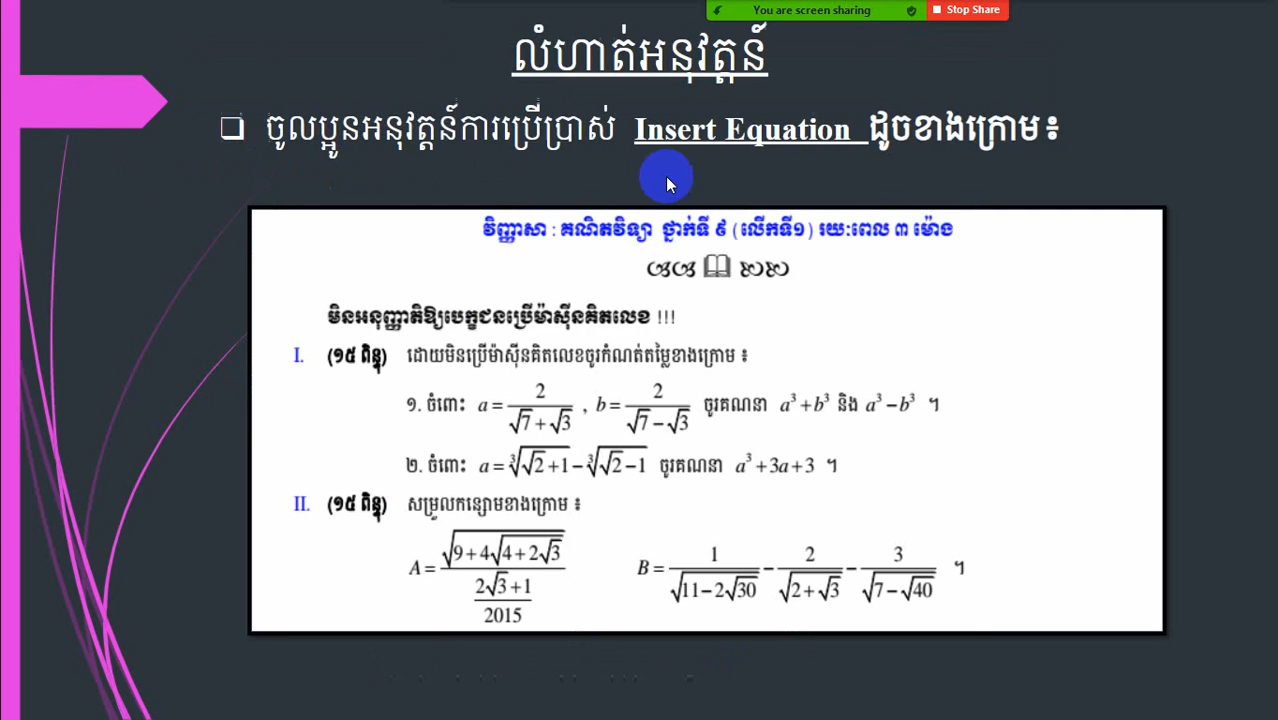 You are screen sharing Stop Share
លំហាត់អនុវត្តន៍
ចូលប្អូនអនុវត្តន៍ការប្រើប្រាស់ Insert Equation ដូចខាងក្រោម៖
វិញ្ញាសា : គណិតវិទ្យា ថ្នាក់ទី ៩ (លើកទី១) រយៈពេល ៣ ម៉ោង
មិនអនុញ្ញាតិឱ្យបេក្ខជនប្រើម៉ាស៊ីនគិតលេខ !!!
I. (១៥ ពិន្ទុ) ដោយមិនប្រើម៉ាស៊ីនគិតលេខចូរកំណត់តម្លៃខាងក្រោម ៖
១. ចំពោះ a = 2/(√7 + √3) , b = 2/(√7 − √3) ចូរគណនា a³ + b³ និង a³ − b³ ។
២. ចំពោះ a = ∛(√2 + 1) − ∛(√2 − 1) ចូរគណនា a³ + 3a + 3 ។
II. (១៥ ពិន្ទុ) សម្រួលកន្សោមខាងក្រោម ៖
A = √(9 + 4√(4 + 2√3)) / ((2√3 + 1)/2015) B = 1/√(11 − 2√30) − 2/√(2 + √3) − 3/√(7 − √40) ។